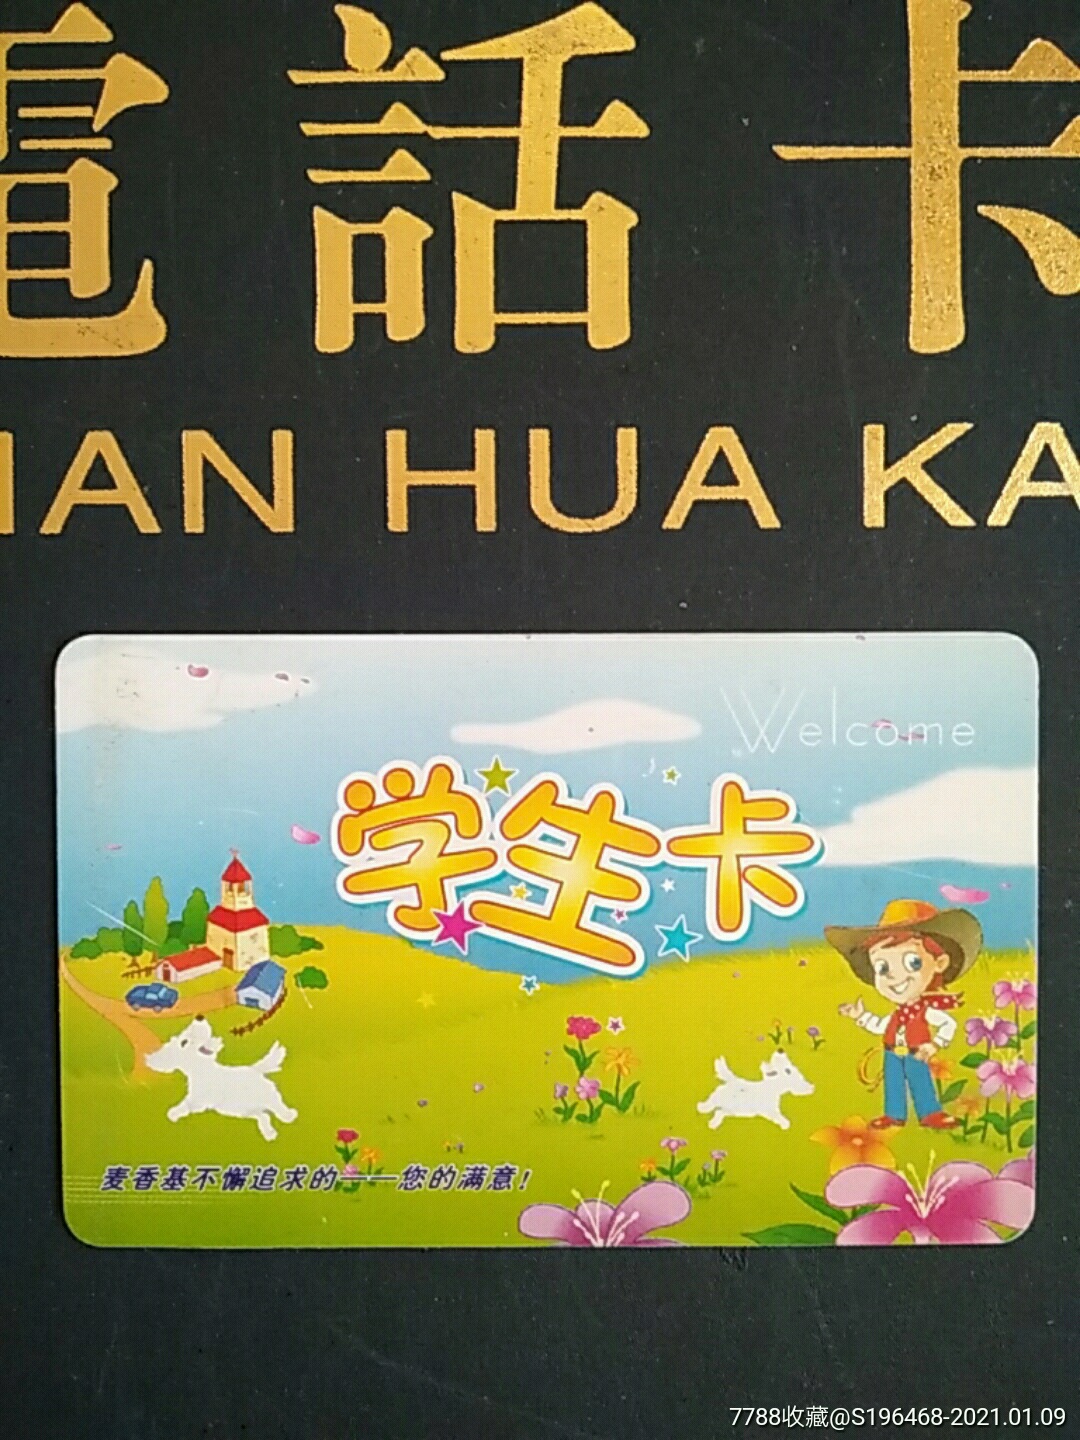 電話卡
IAN HUA KA
Welcome
学生卡
麦香基不懈追求的——您的满意!
7788收藏@S196468-2021.01.09